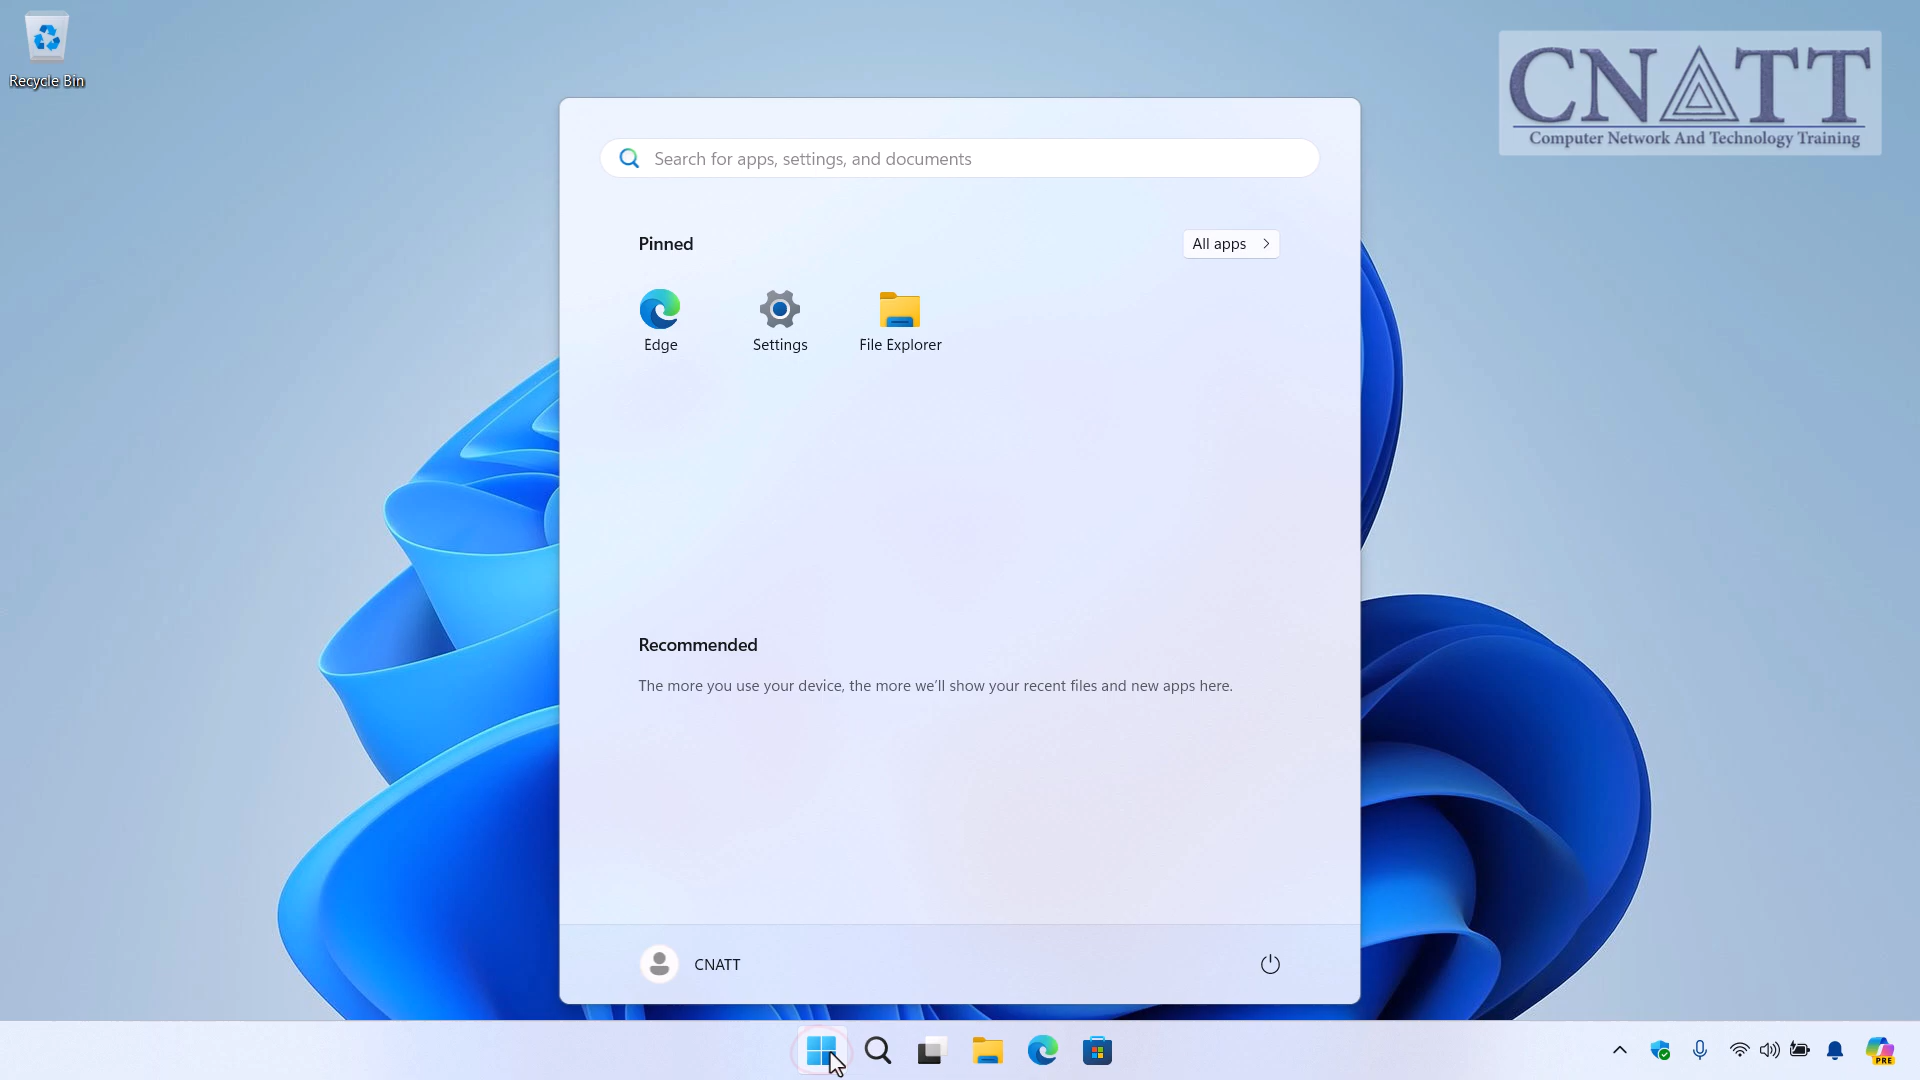 Recycle Bin
CNATT
Computer Network And Technology Training
Search for apps, settings, and documents
Pinned
All apps
Edge
Settings
File Explorer
Recommended
The more you use your device, the more we'll show your recent files and new apps here.
CNATT
PRE